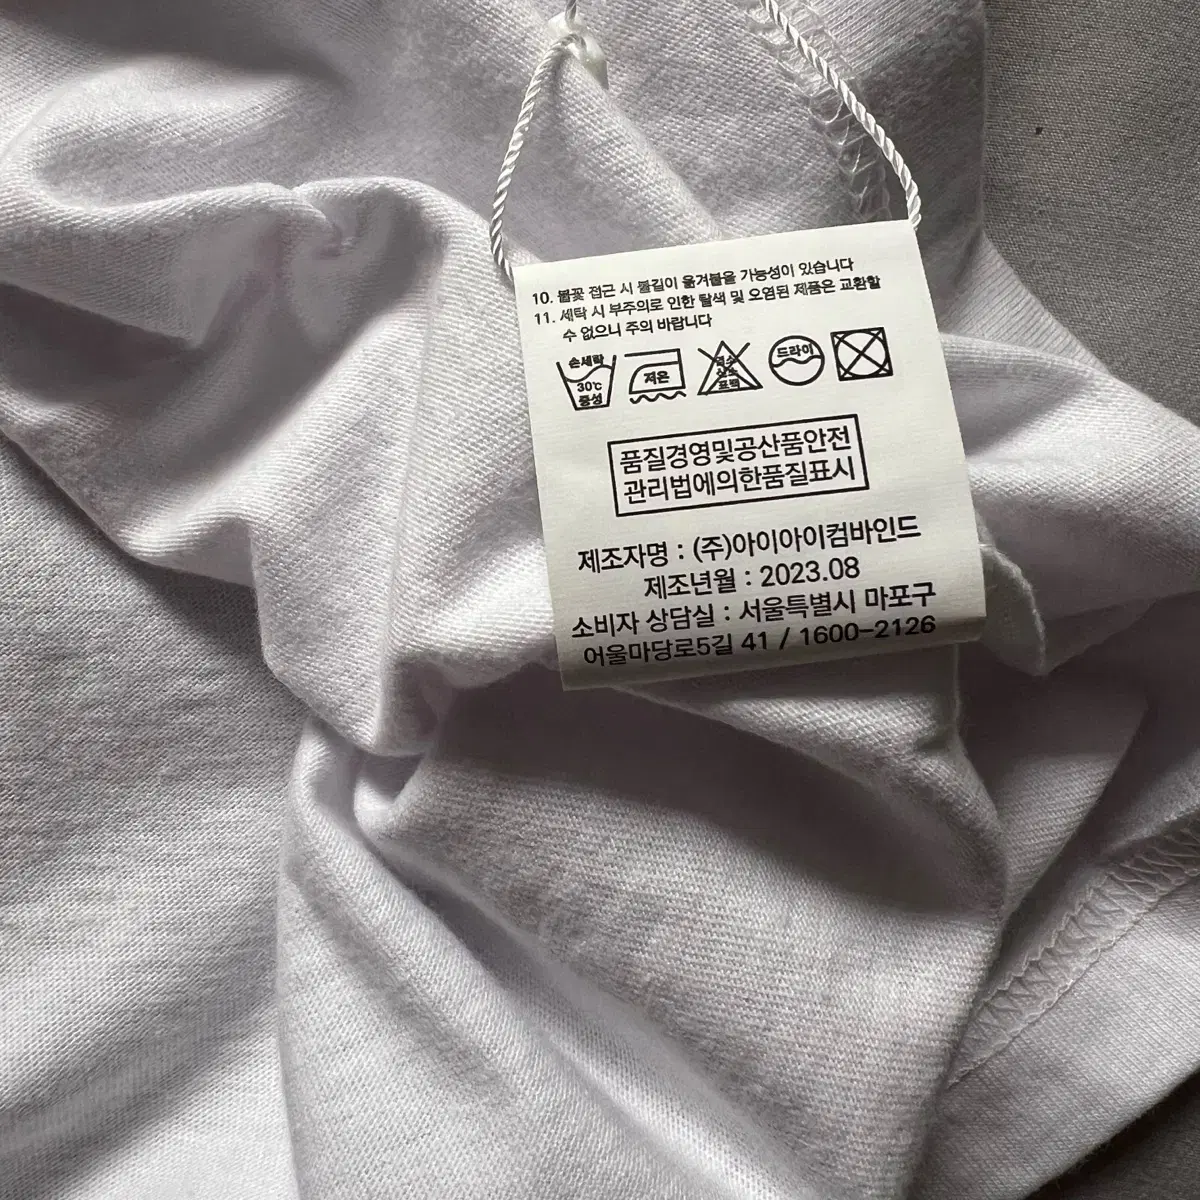 10. 불꽃 접근 시 불길이 옮겨붙을 가능성이 있습니다
11. 세탁 시 부주의로 인한 탈색 및 오염된 제품은 교환할
수 없으니 주의 바랍니다
손세탁
30℃
중성
저온
염소
산소
표백
드라이
품질경영및공산품안전
관리법에의한품질표시
제조자명 : (주)아이아이컴바인드
제조년월 : 2023.08
소비자 상담실 : 서울특별시 마포구
어울마당로5길 41 / 1600-2126